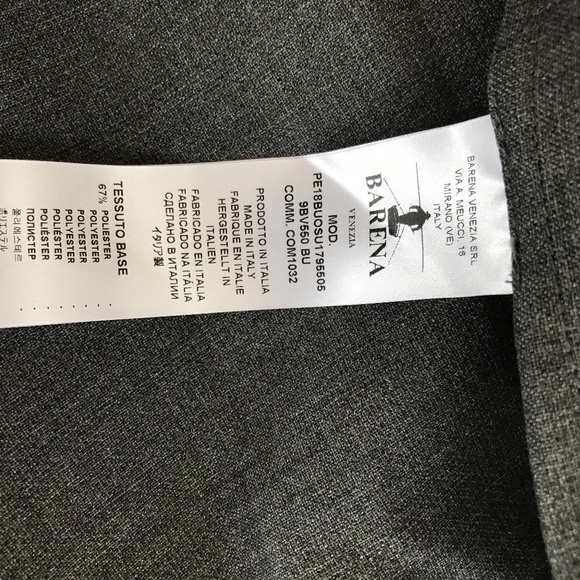 BARENA VENEZIA SRL
VIA A. MEUCCI, 16
MIRANO (VE)
ITALY
BARENA
VENEZIA
MOD.
PE18BUOSU1795505
9BV550 BU
COMM. COM1032
PRODOTTO IN ITALIA
MADE IN ITALY
FABRIQUE EN ITALIE
HERGESTELLT IN
ITALIEN
FABRICADO EN ITALIA
FABRICADO NA ITÁLIA
СДЕЛАНО В ИТАЛИИ
イタリア製
TESSUTO BASE
67% POLIESTER
POLYESTER
POLYESTER
POLYESTER
POLIÉSTER
POLIÉSTER
ПОЛИЭСТЕР
폴리에스테르
ポリエステル